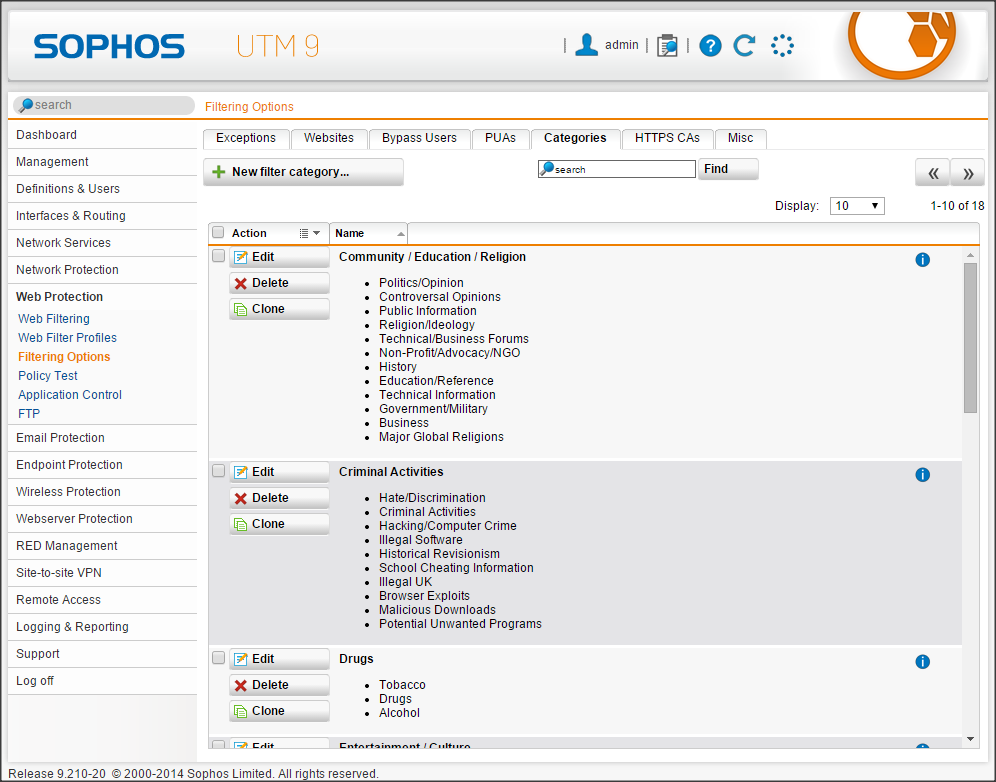 SOPHOS UTM 9 | admin | | ?
search
Filtering Options
Dashboard
Management
Definitions & Users
Interfaces & Routing
Network Services
Network Protection
Web Protection
Web Filtering
Web Filter Profiles
Filtering Options
Policy Test
Application Control
FTP
Email Protection
Endpoint Protection
Wireless Protection
Webserver Protection
RED Management
Site-to-site VPN
Remote Access
Logging & Reporting
Support
Log off
Exceptions Websites Bypass Users PUAs Categories HTTPS CAs Misc
New filter category... search Find « »
Display: 10 1-10 of 18
Action Name
Edit Community / Education / Religion
Delete
Clone
Politics/Opinion
Controversal Opinions
Public Information
Religion/Ideology
Technical/Business Forums
Non-Profit/Advocacy/NGO
History
Education/Reference
Technical Information
Government/Military
Business
Major Global Religions
Edit Criminal Activities
Delete
Clone
Hate/Discrimination
Criminal Activities
Hacking/Computer Crime
Illegal Software
Historical Revisionism
School Cheating Information
Illegal UK
Browser Exploits
Malicious Downloads
Potential Unwanted Programs
Edit Drugs
Delete
Clone
Tobacco
Drugs
Alcohol
Edit Entertainment / Culture
Release 9.210-20 © 2000-2014 Sophos Limited. All rights reserved.